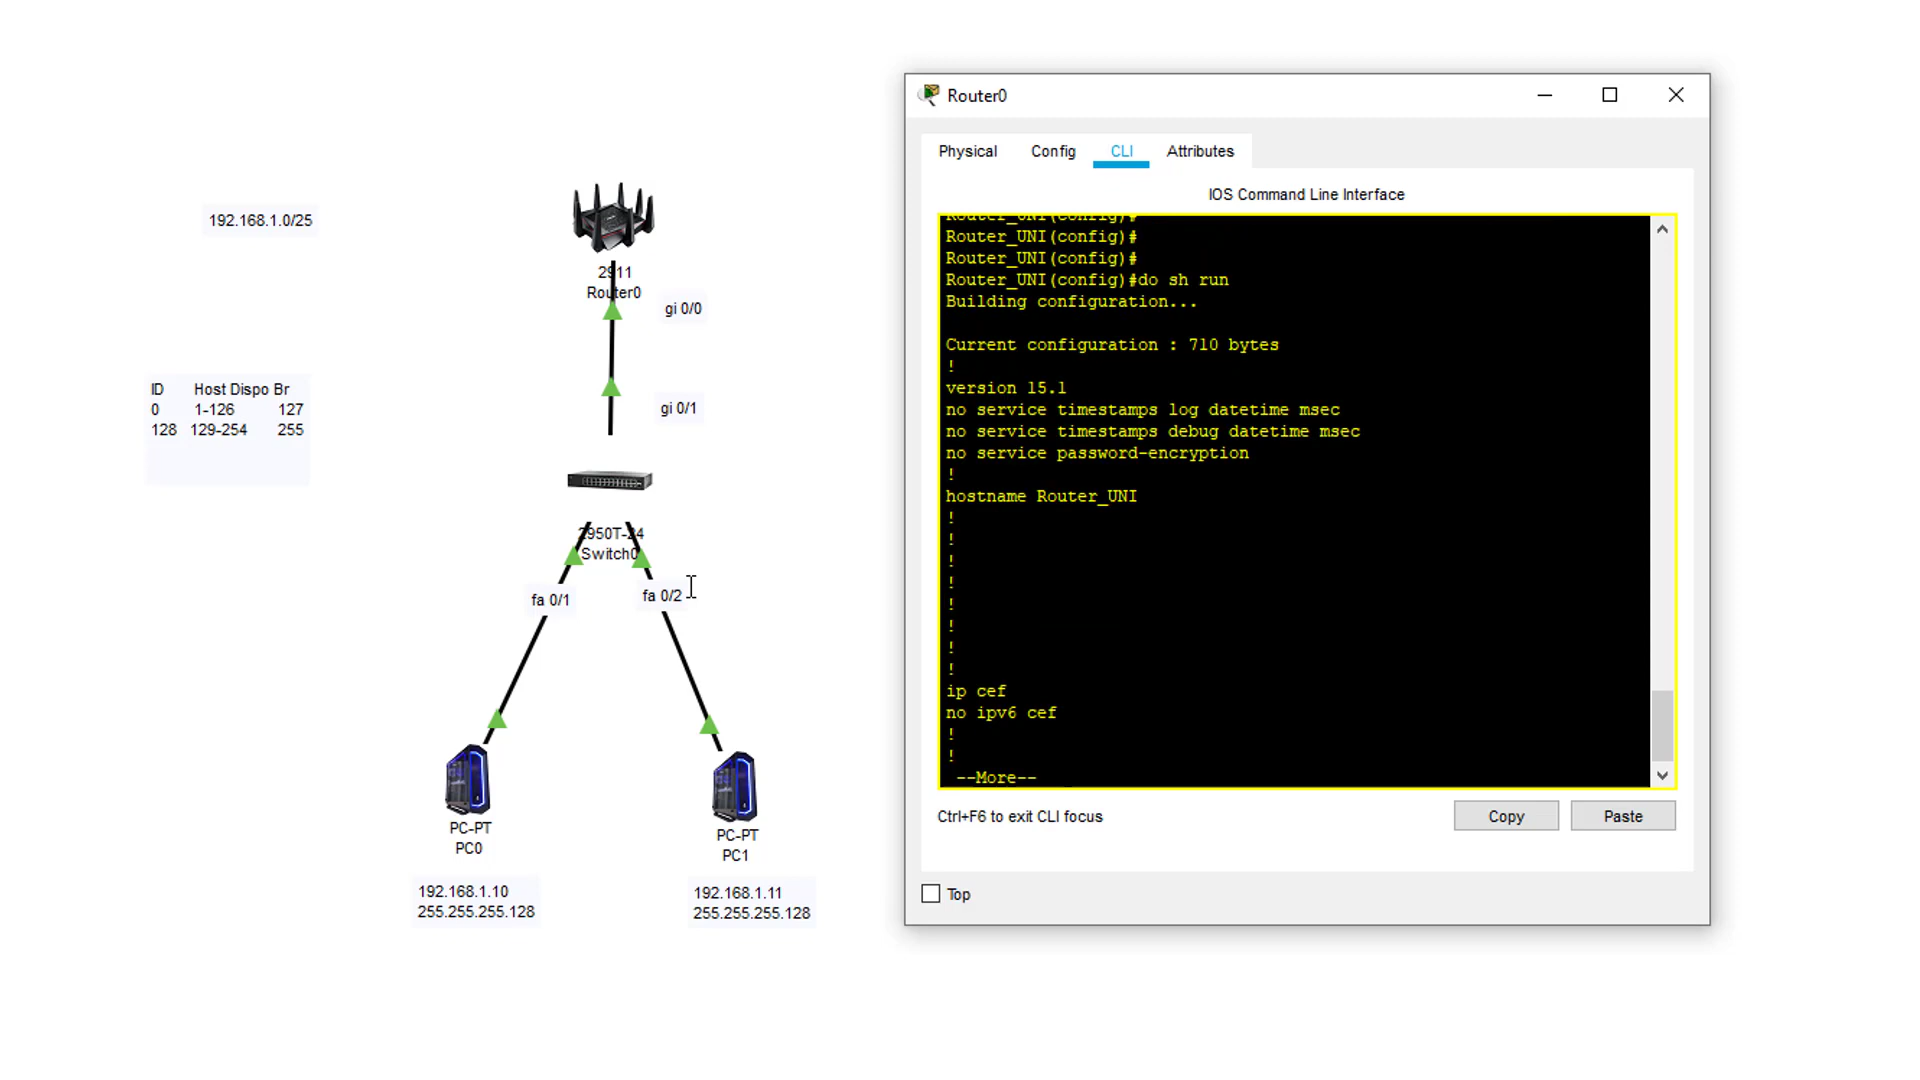 192.168.1.0/25
2911
Router0
gi 0/0
ID Host Dispo Br
0 1-126 127
128 129-254 255
gi 0/1
2950T-24
Switch0
fa 0/1
fa 0/2
PC-PT
PC0
PC-PT
PC1
192.168.1.10
255.255.255.128
192.168.1.11
255.255.255.128
Router0
Physical Config CLI Attributes
IOS Command Line Interface
Router_UNI(config)#
Router_UNI(config)#
Router_UNI(config)#
Router_UNI(config)#do sh run
Building configuration...
Current configuration : 710 bytes
!
version 15.1
no service timestamps log datetime msec
no service timestamps debug datetime msec
no service password-encryption
!
hostname Router_UNI
!
!
!
!
!
!
!
!
ip cef
no ipv6 cef
!
!
--More--
Ctrl+F6 to exit CLI focus
Copy
Paste
Top